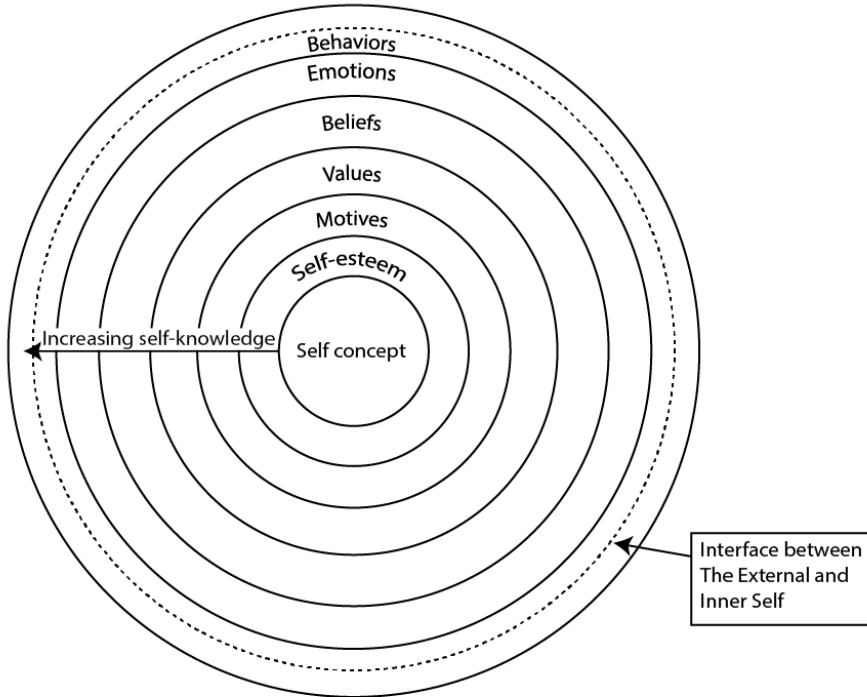 Behaviors
Emotions
Beliefs
Values
Motives
Self-esteem
Increasing self-knowledge
Self concept
Interface between
The External and
Inner Self